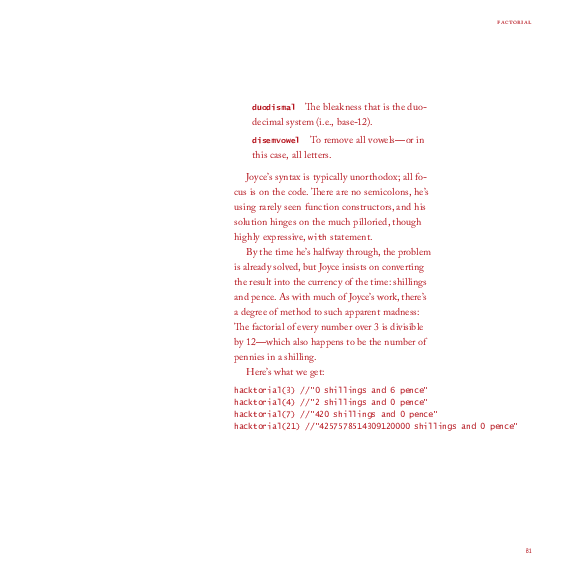 FACTORIAL
duodismal The bleakness that is the duo-
decimal system (i.e., base-12).
disemvowel To remove all vowels—or in
this case, all letters.
Joyce's syntax is typically unorthodox; all fo-
cus is on the code. There are no semicolons, he's
using rarely seen function constructors, and his
solution hinges on the much pilloried, though
highly expressive, with statement.
By the time he's halfway through, the problem
is already solved, but Joyce insists on converting
the result into the currency of the time: shillings
and pence. As with much of Joyce's work, there's
a degree of method to such apparent madness:
The factorial of every number over 3 is divisible
by 12—which also happens to be the number of
pennies in a shilling.
Here's what we get:
hacktorial(3) //"0 shillings and 6 pence"
hacktorial(4) //"2 shillings and 0 pence"
hacktorial(7) //"420 shillings and 0 pence"
hacktorial(21) //"4257578514309120000 shillings and 0 pence"
81